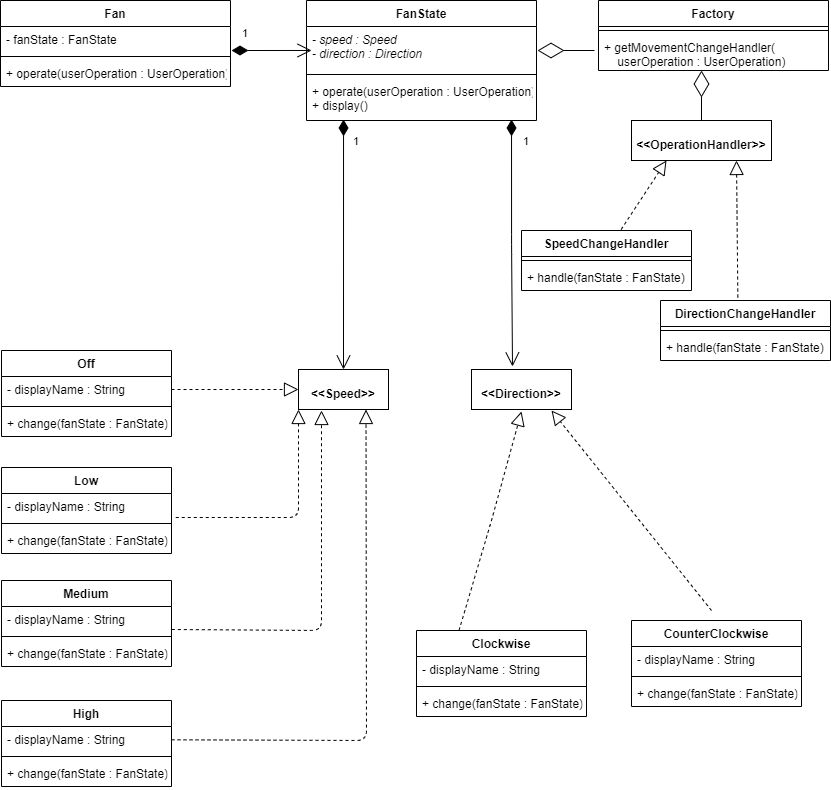 Fan
- fanState : FanState
+ operate(userOperation : UserOperation)
1
FanState
- speed : Speed
- direction : Direction
+ operate(userOperation : UserOperation)
+ display()
1
1
Factory
+ getMovementChangeHandler(
userOperation : UserOperation)
<<OperationHandler>>
SpeedChangeHandler
+ handle(fanState : FanState)
DirectionChangeHandler
+ handle(fanState : FanState)
Off
- displayName : String
+ change(fanState : FanState)
<<Speed>>
<<Direction>>
Low
- displayName : String
+ change(fanState : FanState)
Medium
- displayName : String
+ change(fanState : FanState)
High
- displayName : String
+ change(fanState : FanState)
Clockwise
- displayName : String
+ change(fanState : FanState)
CounterClockwise
- displayName : String
+ change(fanState : FanState)